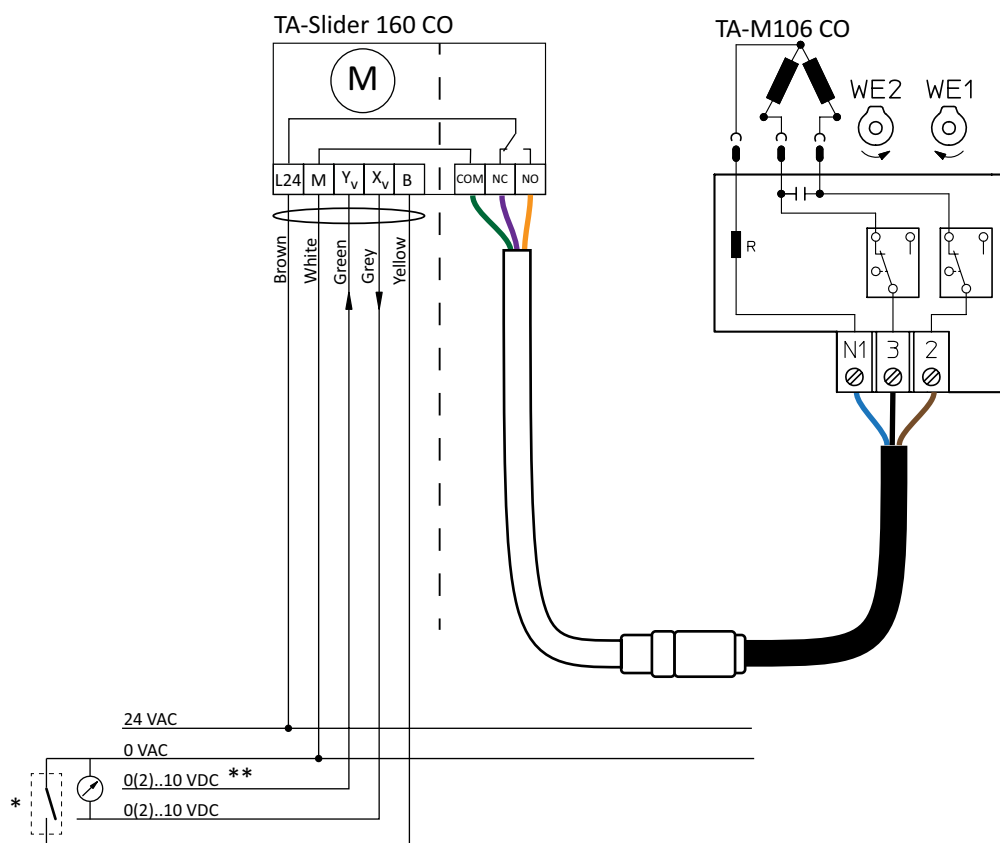 TA-Slider 160 CO
TA-M106 CO
M
WE2
WE1
L24 M Yv Xv B COM NC NO
R
Brown
White
Green
Grey
Yellow
N1 3 2
24 VAC
0 VAC
0(2)..10 VDC **
*
0(2)..10 VDC